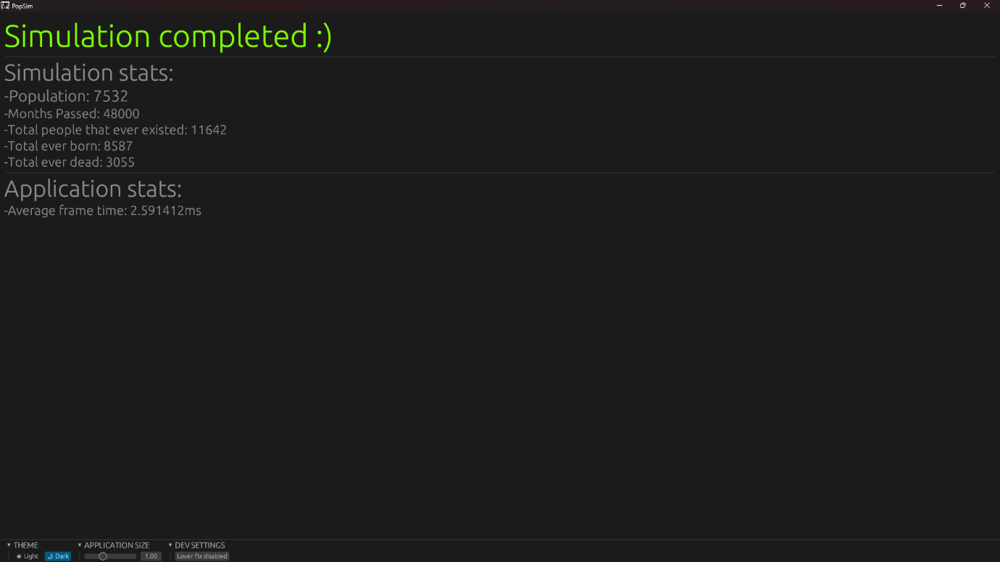 PopSim
Simulation completed :)
Simulation stats:
-Population: 7532
-Months Passed: 48000
-Total people that ever existed: 11642
-Total ever born: 8587
-Total ever dead: 3055
Application stats:
-Average frame time: 2.591412ms
THEME APPLICATION SIZE DEV SETTINGS
Light Dark 1.00 Lover fix disabled